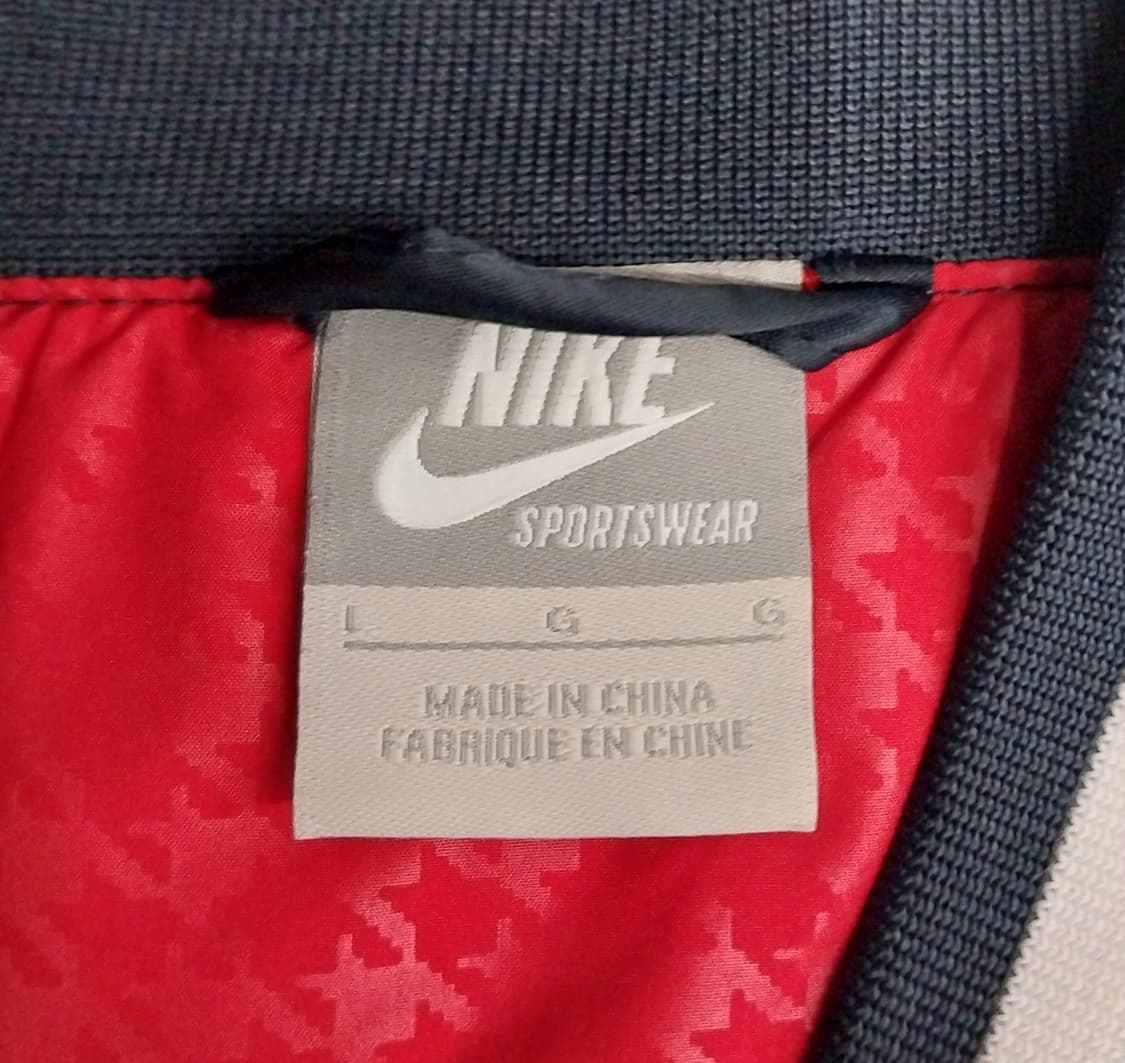 NIKE
SPORTSWEAR
L G G
MADE IN CHINA
FABRIQUE EN CHINE